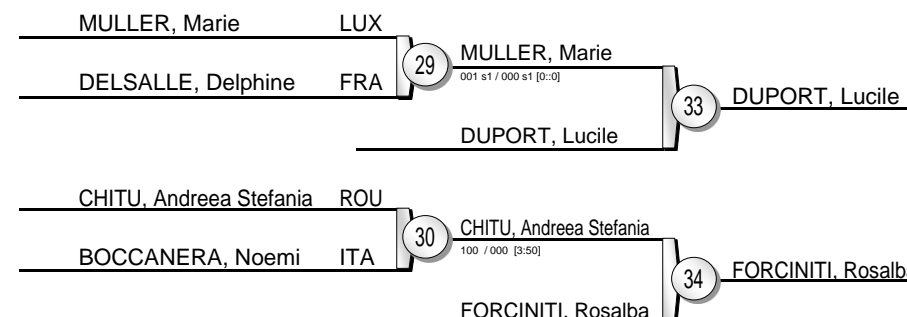 MULLER, Marie LUX
29
MULLER, Marie
001 s1 / 000 s1 [0::0]
DELSALLE, Delphine FRA
33
DUPORT, Lucile
DUPORT, Lucile
CHITU, Andreea Stefania ROU
30
CHITU, Andreea Stefania
100 / 000 [3:50]
BOCCANERA, Noemi ITA
34
FORCINITI, Rosalba
FORCINITI, Rosalba